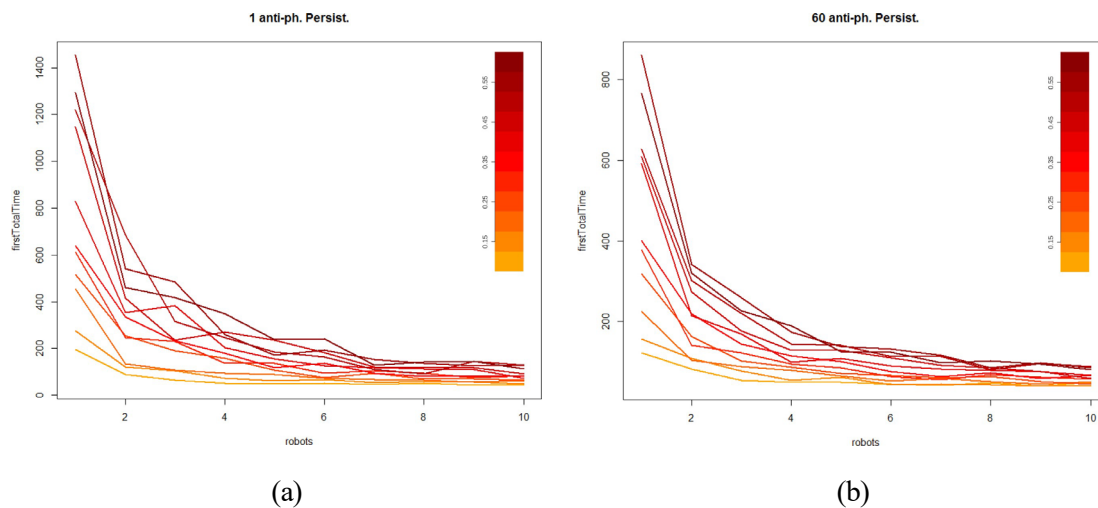 1 anti-ph. Persist.
firstTotalTime
1400
1200
1000
800
600
400
200
0
0.55
0.45
0.35
0.25
0.15
2 4 6 8 10
robots
(a)
60 anti-ph. Persist.
firstTotalTime
800
600
400
200
0.55
0.45
0.35
0.25
0.15
2 4 6 8 10
robots
(b)